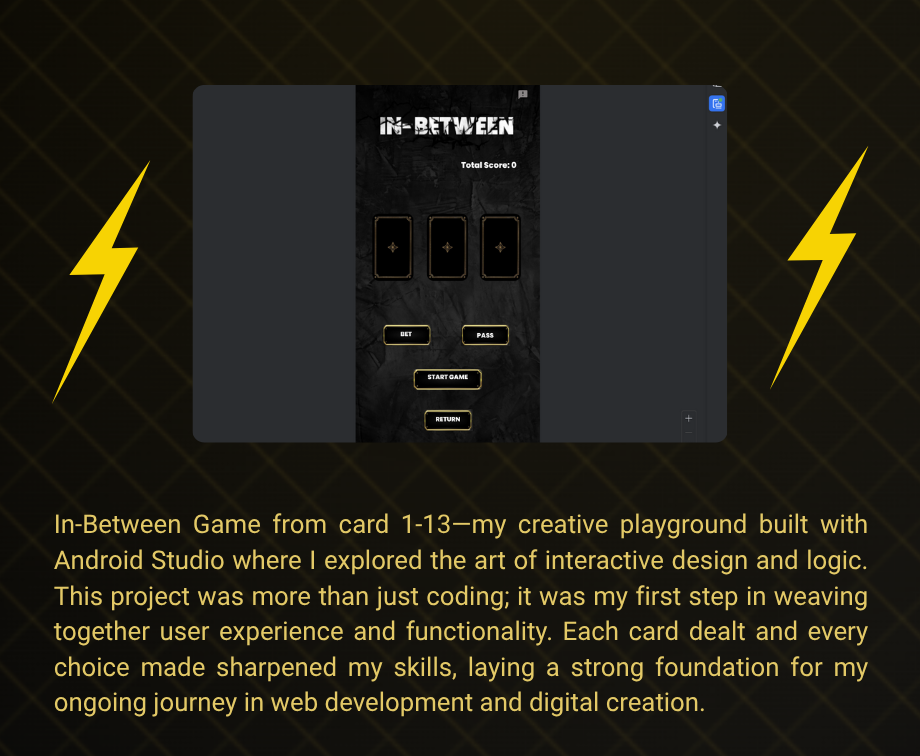 IN-BETWEEN
Total Score: 0
BET
PASS
START GAME
RETURN
In-Between Game from card 1-13—my creative playground built with
Android Studio where I explored the art of interactive design and logic.
This project was more than just coding; it was my first step in weaving
together user experience and functionality. Each card dealt and every
choice made sharpened my skills, laying a strong foundation for my
ongoing journey in web development and digital creation.